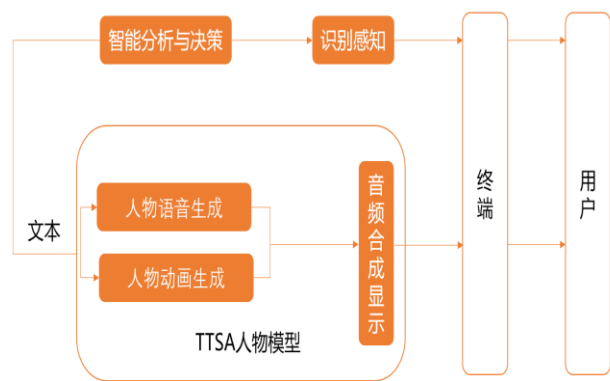 智能分析与决策
识别感知
文本
人物语音生成
人物动画生成
音频合成显示
TTSA人物模型
终端
用户